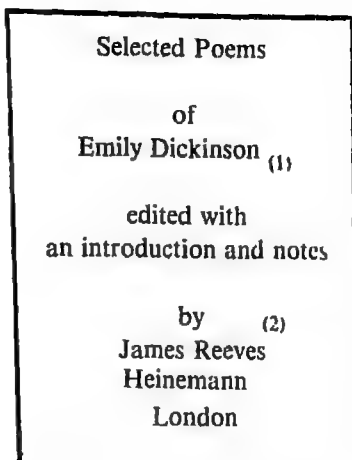 Selected Poems
of
Emily Dickinson (1)
edited with
an introduction and notes
by (2)
James Reeves
Heinemann
London